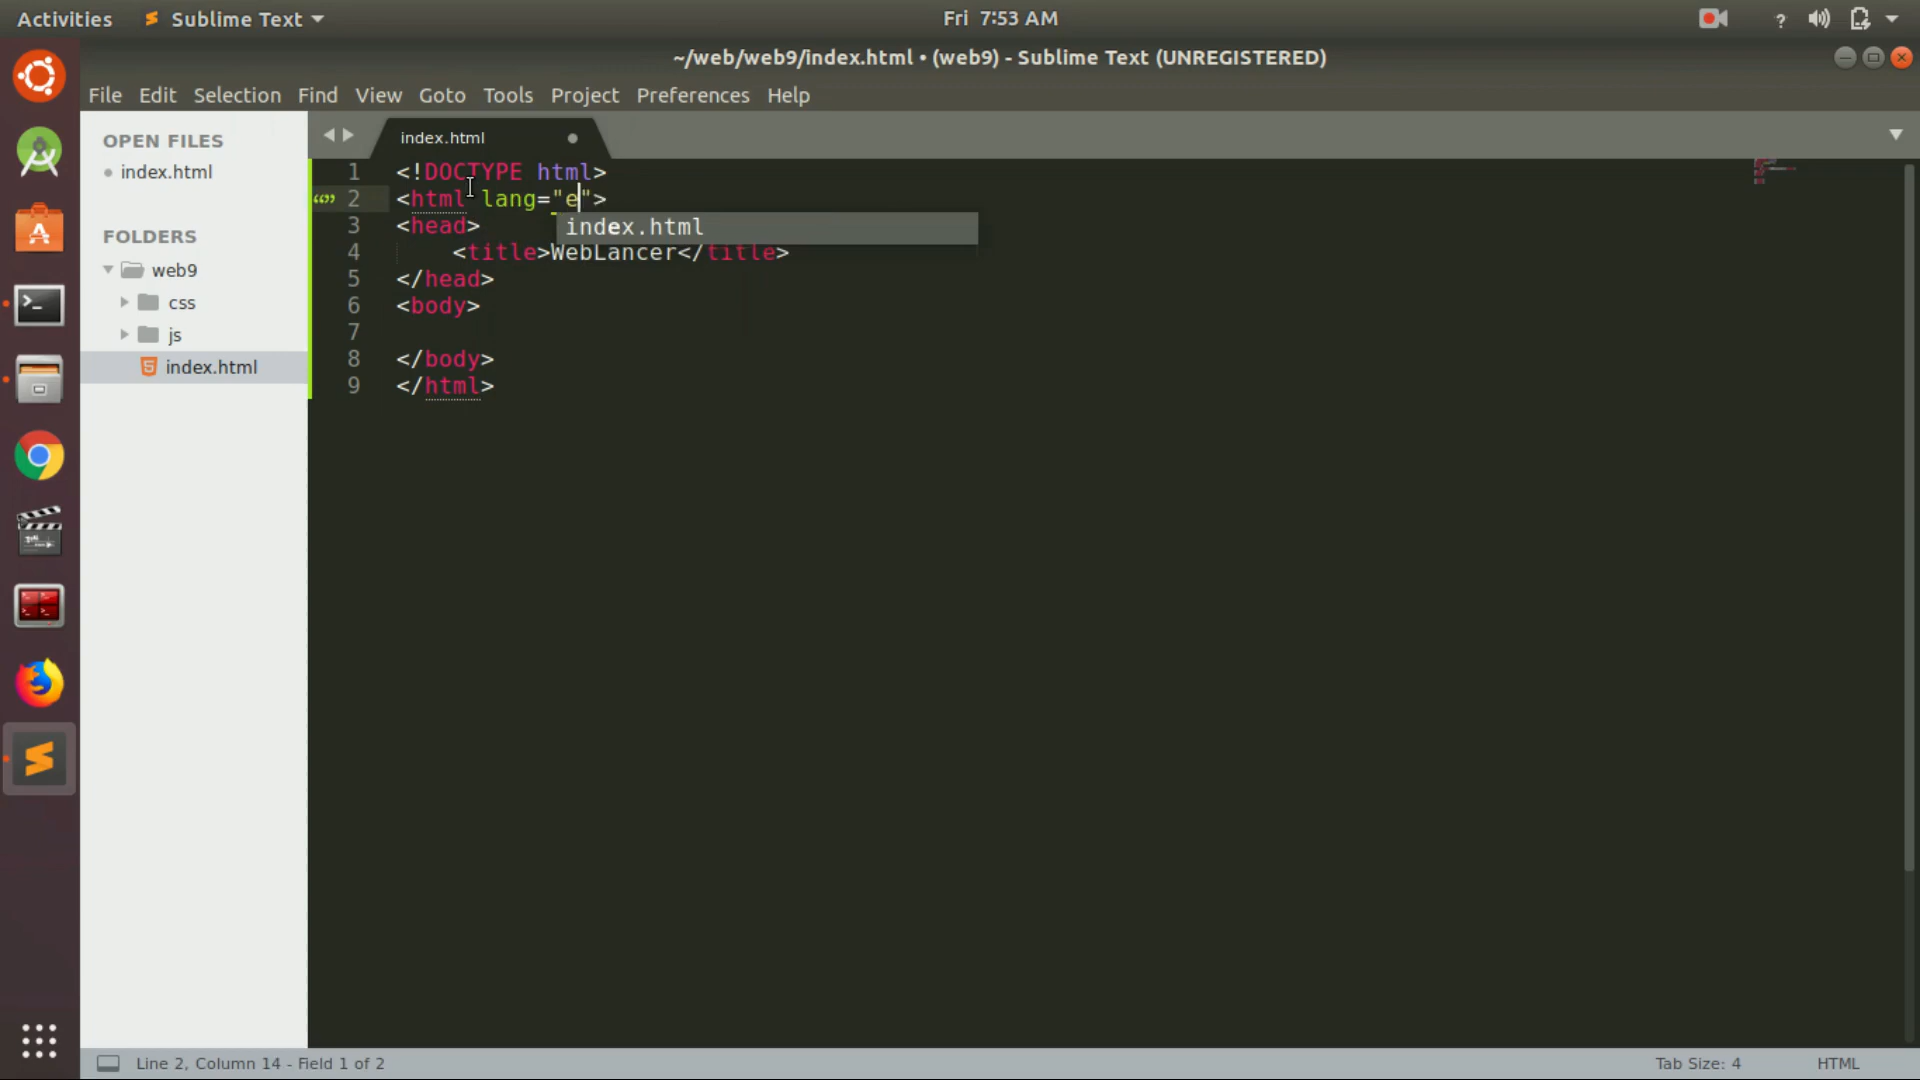 Activities Sublime Text Fri 7:53 AM ?
~/web/web9/index.html • (web9) - Sublime Text (UNREGISTERED)
File Edit Selection Find View Goto Tools Project Preferences Help
OPEN FILES
index.html
FOLDERS
web9
css
js
index.html
index.html
1 <!DOCTYPE html>
2 <html lang="e">
index.html
3 <head>
4 <title>WebLancer</title>
5 </head>
6 <body>
7
8 </body>
9 </html>
Line 2, Column 14 - Field 1 of 2 Tab Size: 4 HTML